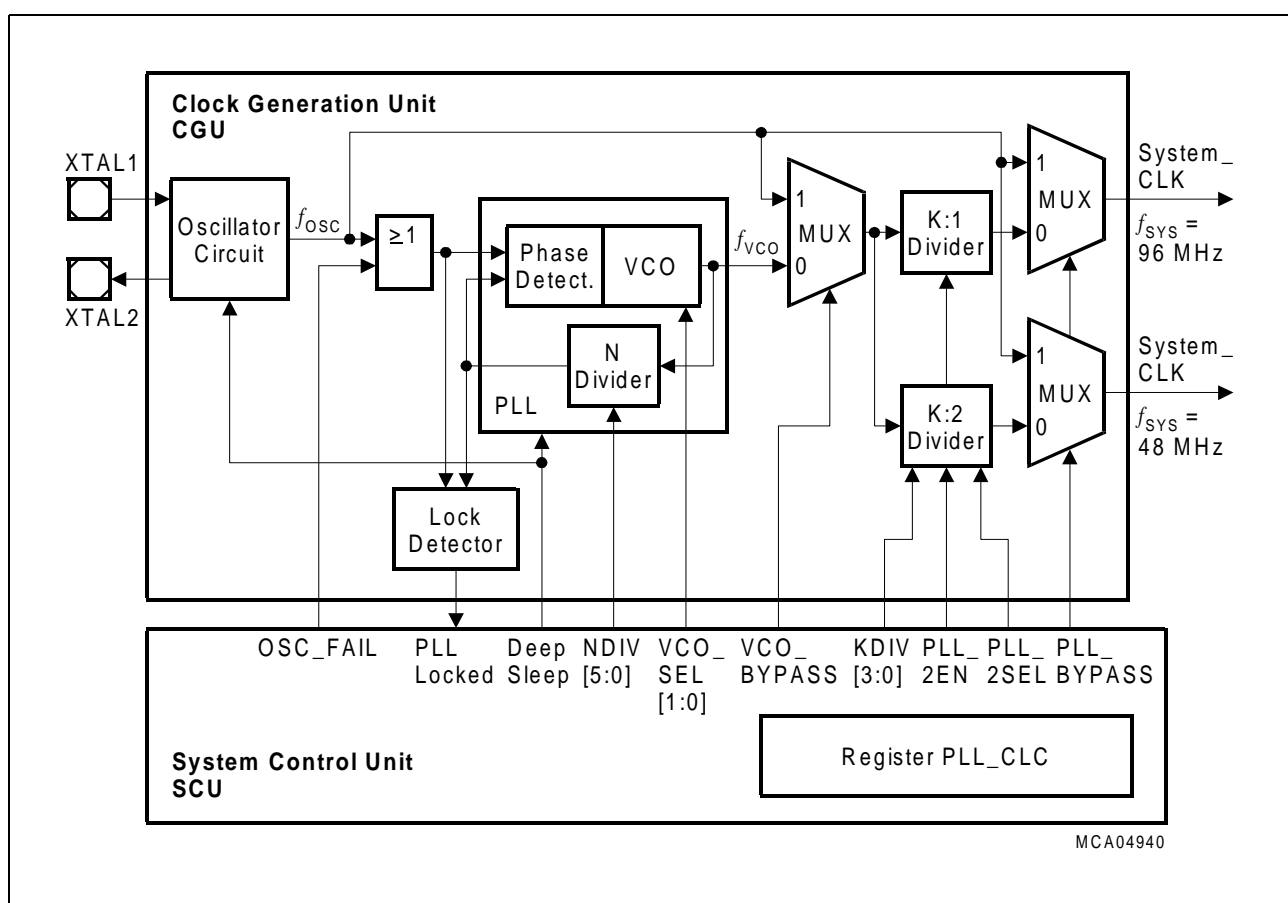 Clock Generation Unit
CGU
XTAL1
XTAL2
Oscillator
Circuit
fOSC
≥1
Phase
Detect.
VCO
N
Divider
PLL
Lock
Detector
fVCO
1
MUX
0
K:1
Divider
K:2
Divider
1
MUX
0
System_
CLK
fSYS =
96 MHz
1
MUX
0
System_
CLK
fSYS =
48 MHz
OSC_FAIL
PLL
Locked
Deep
Sleep
NDIV
[5:0]
VCO_
SEL
[1:0]
VCO_
BYPASS
KDIV
[3:0]
PLL_
2EN
PLL_
2SEL
PLL_
BYPASS
System Control Unit
SCU
Register PLL_CLC
MCA04940